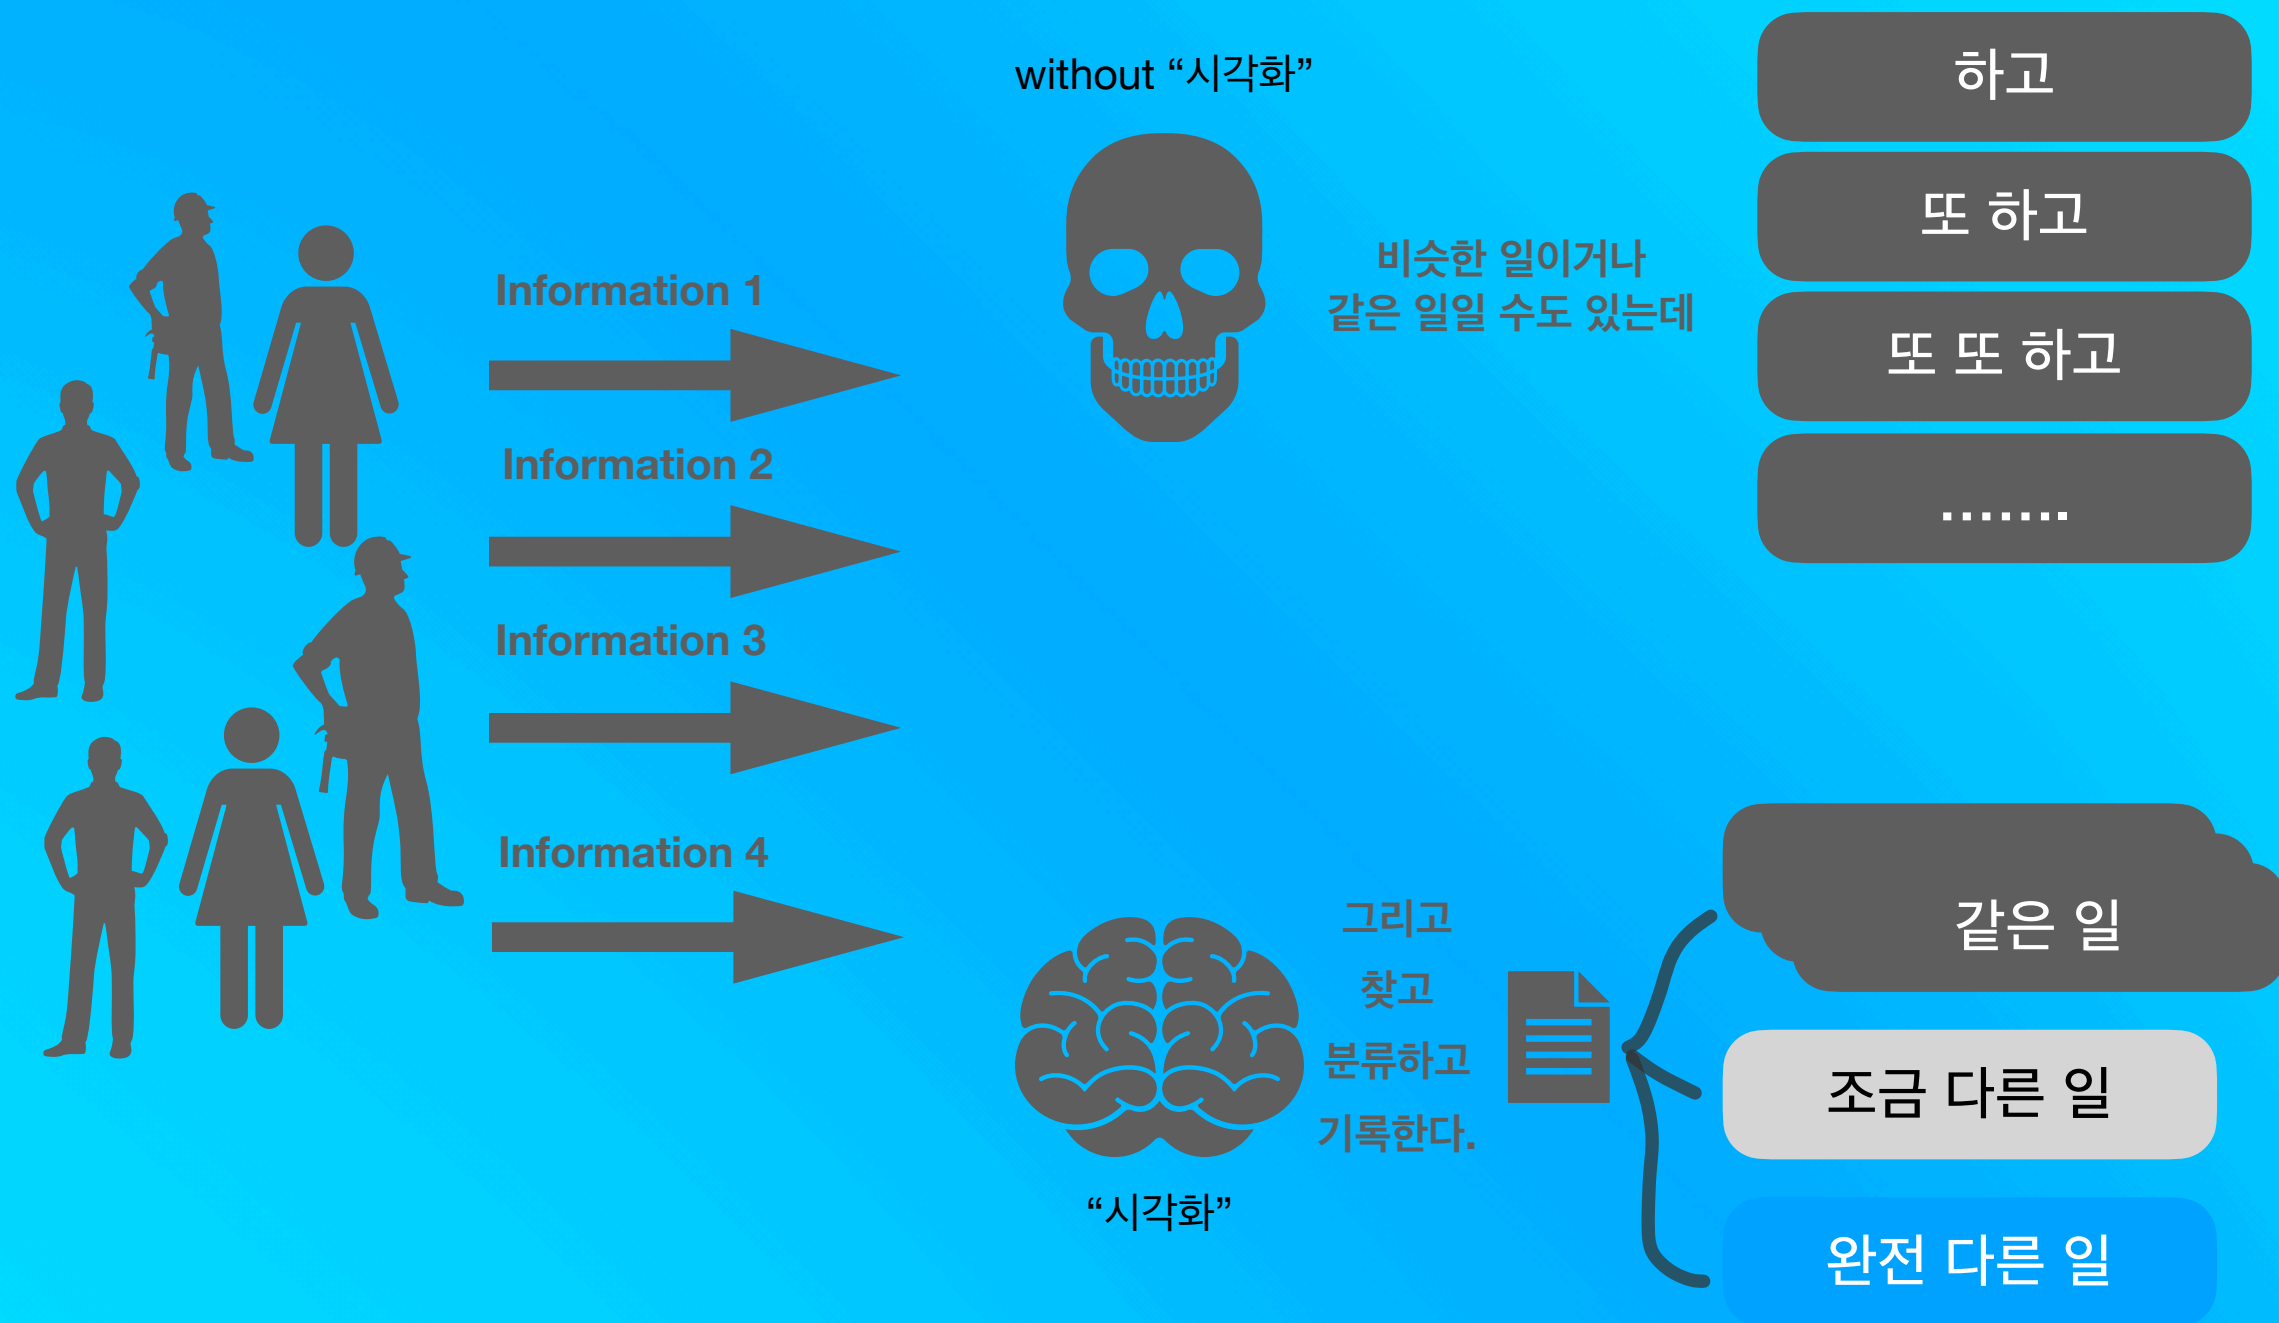 without “시각화”
하고
또 하고
또 또 하고
.......
비슷한 일이거나
같은 일일 수도 있는데
Information 1
Information 2
Information 3
Information 4
그리고
찾고
분류하고
기록한다.
“시각화”
같은 일
조금 다른 일
완전 다른 일